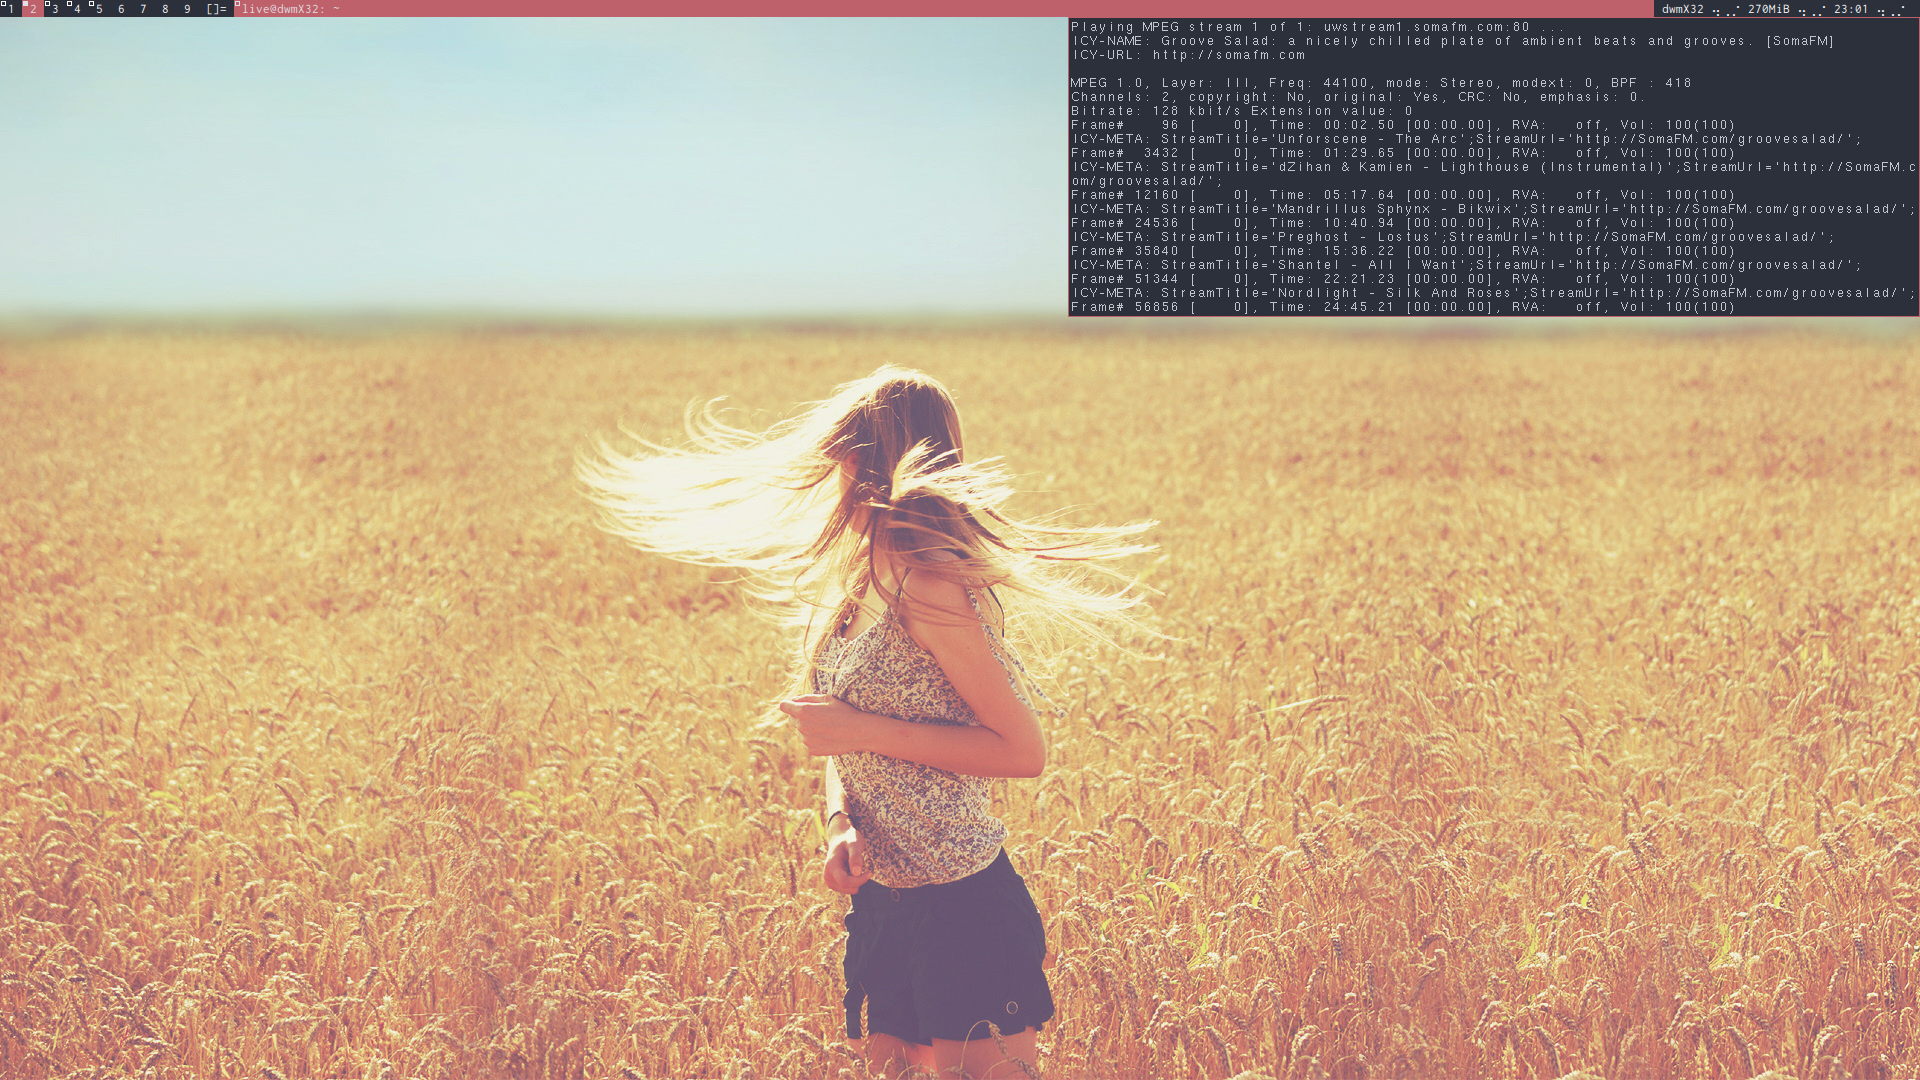 1 2 3 4 5 6 7 8 9 []= live@dwmX32: ~ dwmX32 270MiB 23:01
Playing MPEG stream 1 of 1: uwstream1.somafm.com:80 ...
ICY-NAME: Groove Salad: a nicely chilled plate of ambient beats and grooves. [SomaFM]
ICY-URL: http://somafm.com
MPEG 1.0, Layer: III, Freq: 44100, mode: Stereo, modext: 0, BPF : 418
Channels: 2, copyright: No, original: Yes, CRC: No, emphasis: 0.
Bitrate: 128 kbit/s Extension value: 0
Frame#    96 [    0], Time: 00:02.50 [00:00.00], RVA:   off, Vol: 100(100)
ICY-META: StreamTitle='Unforscene - The Arc';StreamUrl='http://SomaFM.com/groovesalad/';
Frame#  3432 [    0], Time: 01:29.65 [00:00.00], RVA:   off, Vol: 100(100)
ICY-META: StreamTitle='dZihan & Kamien - Lighthouse (Instrumental)';StreamUrl='http://SomaFM.c
om/groovesalad/';
Frame# 12160 [    0], Time: 05:17.64 [00:00.00], RVA:   off, Vol: 100(100)
ICY-META: StreamTitle='Mandrillus Sphynx - Bikwix';StreamUrl='http://SomaFM.com/groovesalad/';
Frame# 24536 [    0], Time: 10:40.94 [00:00.00], RVA:   off, Vol: 100(100)
ICY-META: StreamTitle='Preghost - Lostus';StreamUrl='http://SomaFM.com/groovesalad/';
Frame# 35840 [    0], Time: 15:36.22 [00:00.00], RVA:   off, Vol: 100(100)
ICY-META: StreamTitle='Shantel - All I Want';StreamUrl='http://SomaFM.com/groovesalad/';
Frame# 51344 [    0], Time: 22:21.23 [00:00.00], RVA:   off, Vol: 100(100)
ICY-META: StreamTitle='Nordlight - Silk And Roses';StreamUrl='http://SomaFM.com/groovesalad/';
Frame# 56856 [    0], Time: 24:45.21 [00:00.00], RVA:   off, Vol: 100(100)